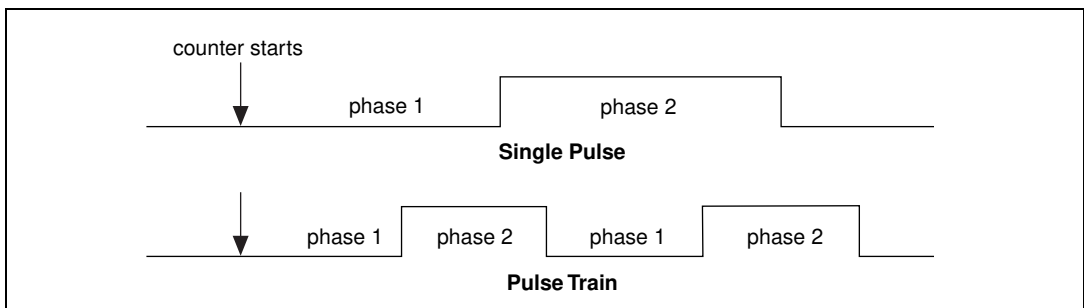 counter starts
phase 1 phase 2
Single Pulse
phase 1 phase 2 phase 1 phase 2
Pulse Train